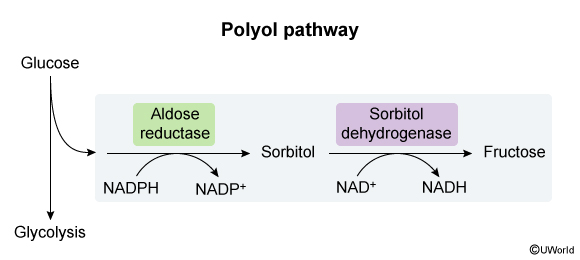 Polyol pathway
Glucose
Aldose
reductase
Sorbitol
dehydrogenase
Sorbitol
Fructose
NADPH
NADP⁺
NAD⁺
NADH
Glycolysis
©UWorld